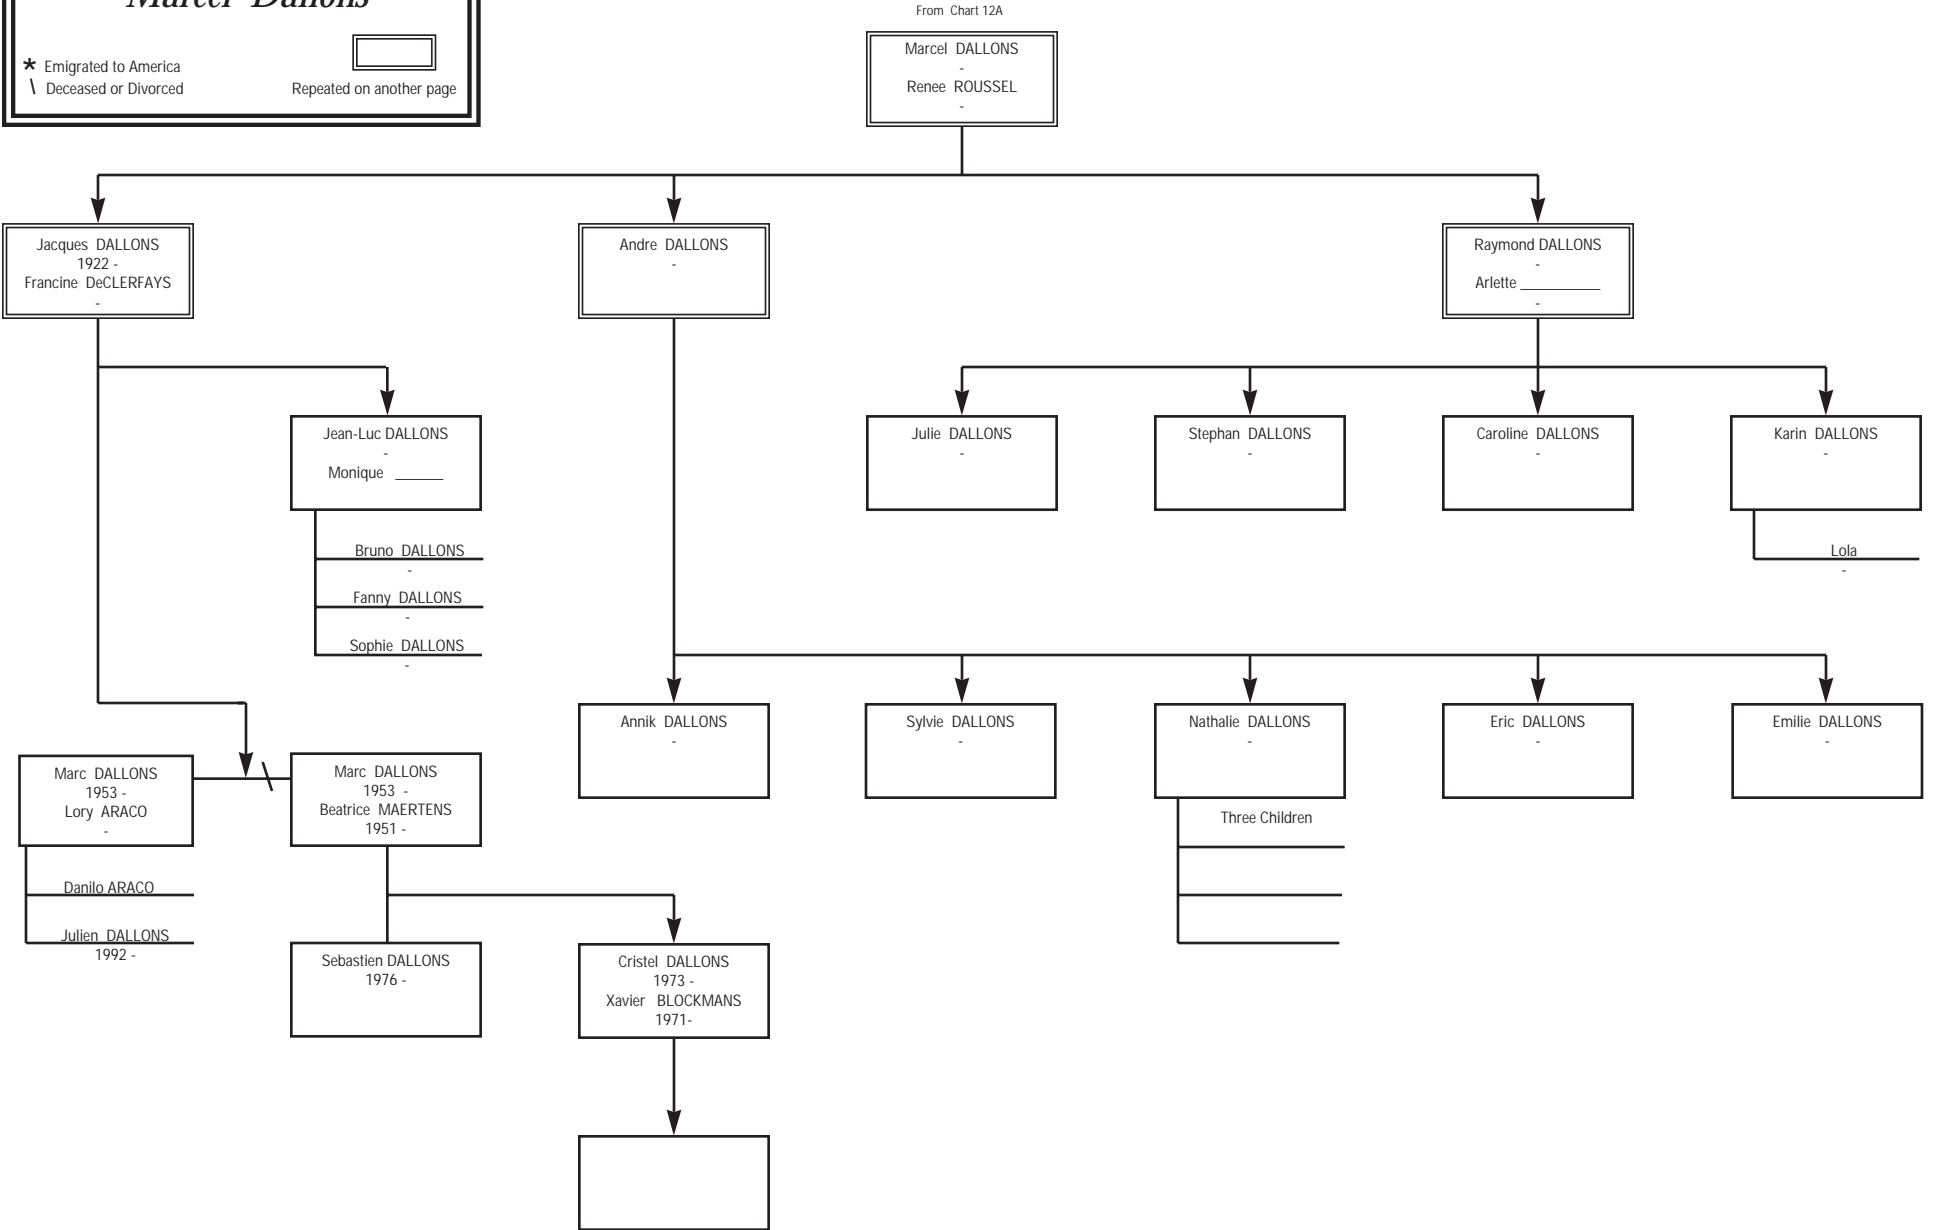 Marcel Dallons
* Emigrated to America
\ Deceased or Divorced
Repeated on another page
From Chart 12A
Marcel DALLONS
-
Renee ROUSSEL
-
Jacques DALLONS
1922 -
Francine DeCLERFAYS
-
Andre DALLONS
-
Raymond DALLONS
-
Arlette __________
-
Jean-Luc DALLONS
-
Monique ______
Bruno DALLONS
-
Fanny DALLONS
-
Sophie DALLONS
-
Julie DALLONS
-
Stephan DALLONS
-
Caroline DALLONS
-
Karin DALLONS
-
Lola
-
Annik DALLONS
-
Sylvie DALLONS
-
Nathalie DALLONS
-
Three Children
Eric DALLONS
-
Emilie DALLONS
-
Marc DALLONS
1953 -
Lory ARACO
-
Danilo ARACO
Julien DALLONS
1992 -
Marc DALLONS
1953 -
Beatrice MAERTENS
1951 -
Sebastien DALLONS
1976 -
Cristel DALLONS
1973 -
Xavier BLOCKMANS
1971-